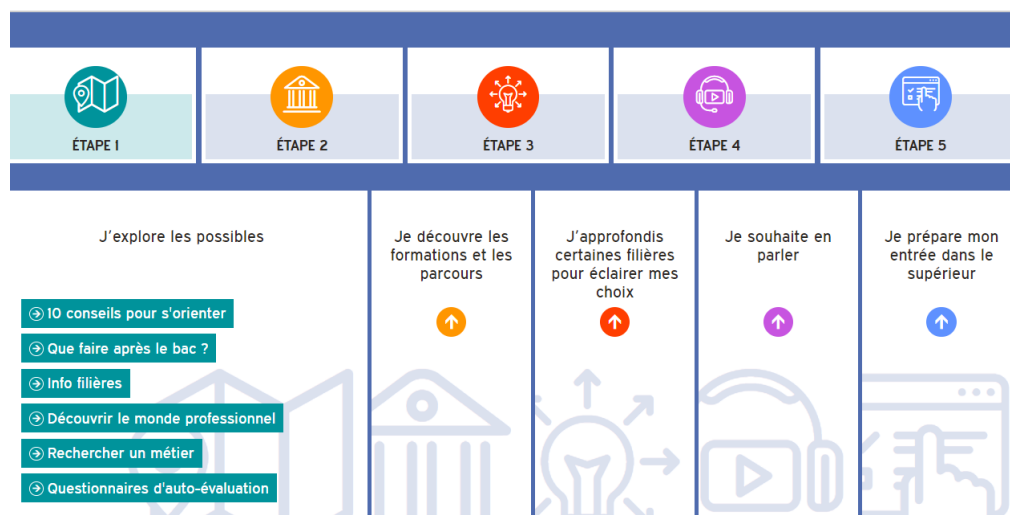 ÉTAPE 1
ÉTAPE 2
ÉTAPE 3
ÉTAPE 4
ÉTAPE 5
J'explore les possibles
10 conseils pour s'orienter
Que faire après le bac ?
Info filières
Découvrir le monde professionnel
Rechercher un métier
Questionnaires d'auto-évaluation
Je découvre les
formations et les
parcours
J'approfondis
certaines filières
pour éclairer mes
choix
Je souhaite en
parler
Je prépare mon
entrée dans le
supérieur